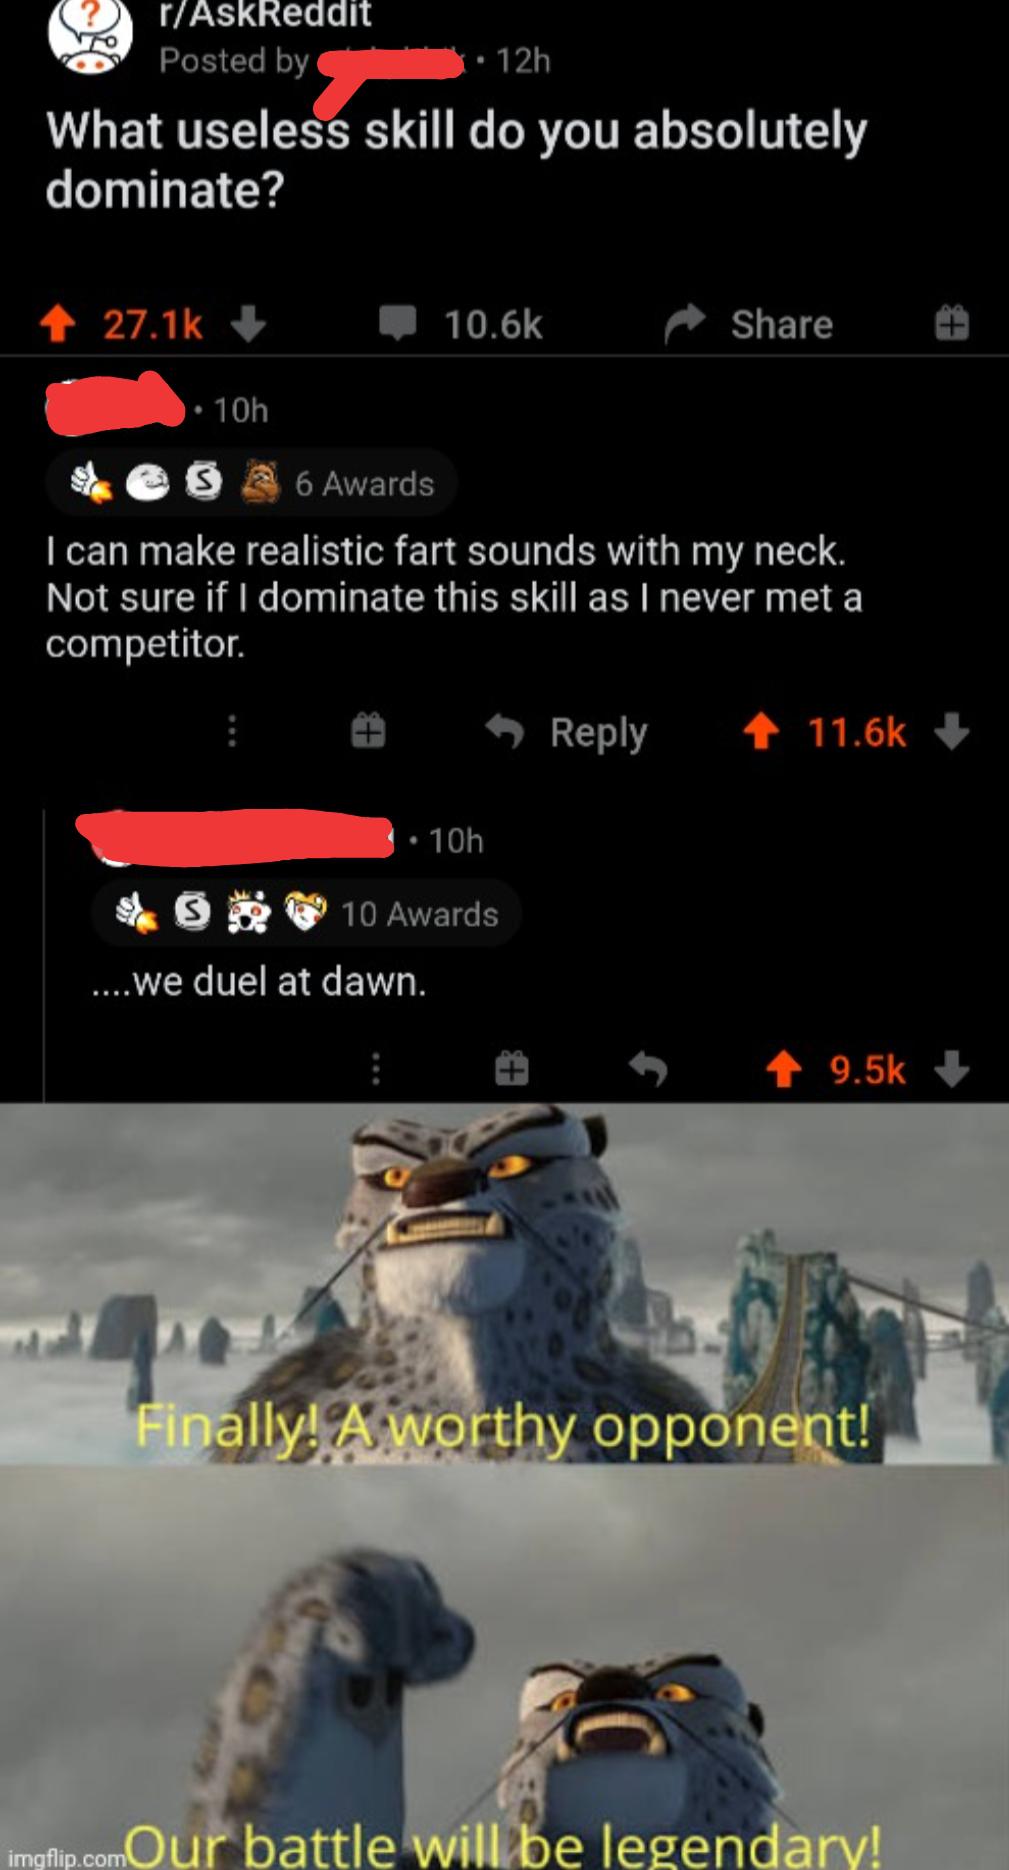 r/AskReddit
Posted by • 12h
What useless skill do you absolutely
dominate?
27.1k 10.6k Share
• 10h
S 6 Awards
I can make realistic fart sounds with my neck.
Not sure if I dominate this skill as I never met a
competitor.
Reply 11.6k
• 10h
S 10 Awards
....we duel at dawn.
9.5k
Finally! A worthy opponent!
Our battle will be legendary!
imgflip.com